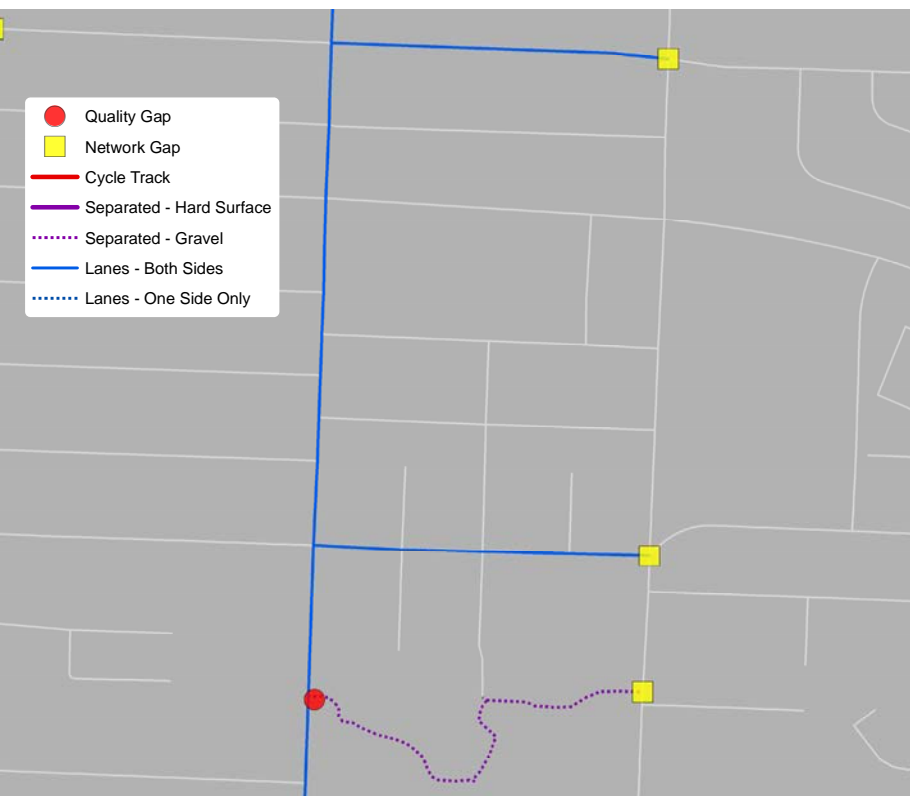 Quality Gap
Network Gap
Cycle Track
Separated - Hard Surface
Separated - Gravel
Lanes - Both Sides
Lanes - One Side Only